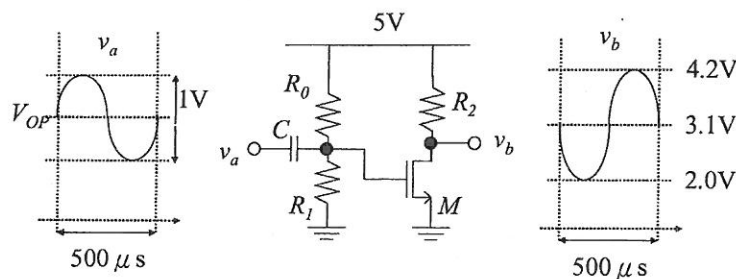 v_a
V_OP
1V
500 μs
5V
R_0
R_2
C
v_a
v_b
R_1
M
v_b
4.2V
3.1V
2.0V
500 μs